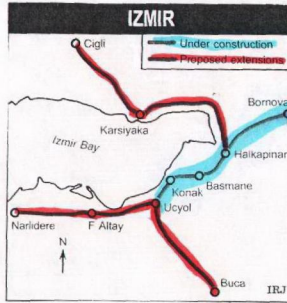 IZMIR
Under construction
Proposed extensions
Cigli
Bornova
Karsiyaka
Izmir Bay
Halkapinar
Basmane
Konak
Ucyol
Narlidere
F Altay
N
Buca
IRJ